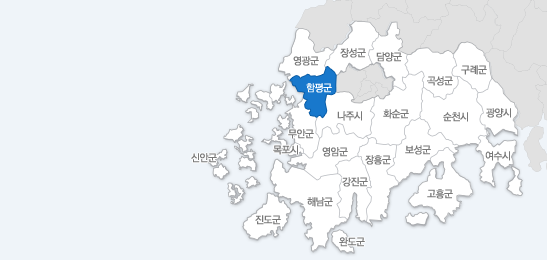 장성군
담양군
영광군
구례군
곡성군
함평군
나주시
화순군
순천시
광양시
무안군
목포시
영암군
장흥군
보성군
여수시
신안군
강진군
고흥군
해남군
진도군
완도군